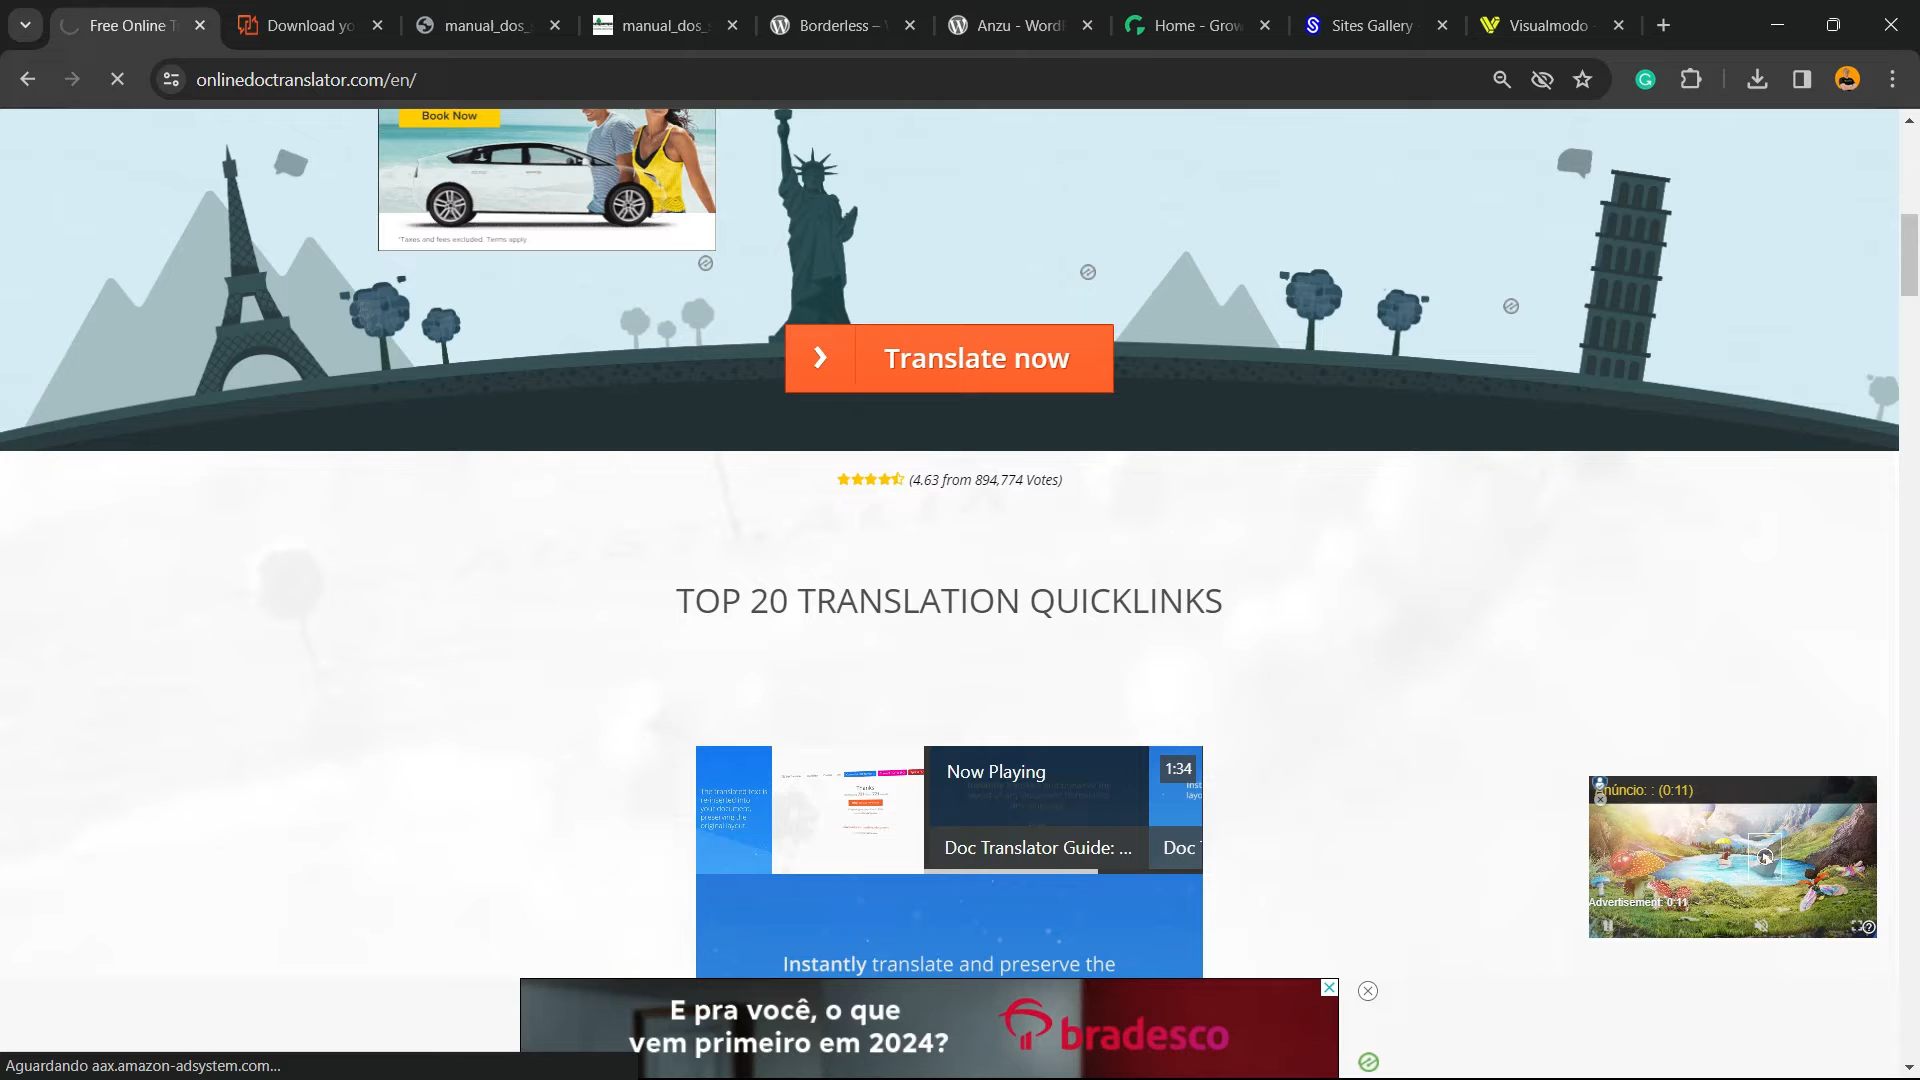 Free Online T
Download yo
manual_dos_
manual_dos_
Borderless –
Anzu - WordP
Home - Grow
Sites Gallery
Visualmodo -
onlinedoctranslator.com/en/
Book Now
*Taxes and fees excluded. Terms apply
Translate now
(4.63 from 894,774 Votes)
TOP 20 TRANSLATION QUICKLINKS
The translated text is
re-inserted into
your document,
preserving the
original layout.
Thanks
Now Playing
1:34
Doc Translator Guide: ...
Doc
Anúncio: : (0:11)
Advertisement: 0:11
Instantly translate and preserve the
E pra você, o que
vem primeiro em 2024?
bradesco
Aguardando aax.amazon-adsystem.com...